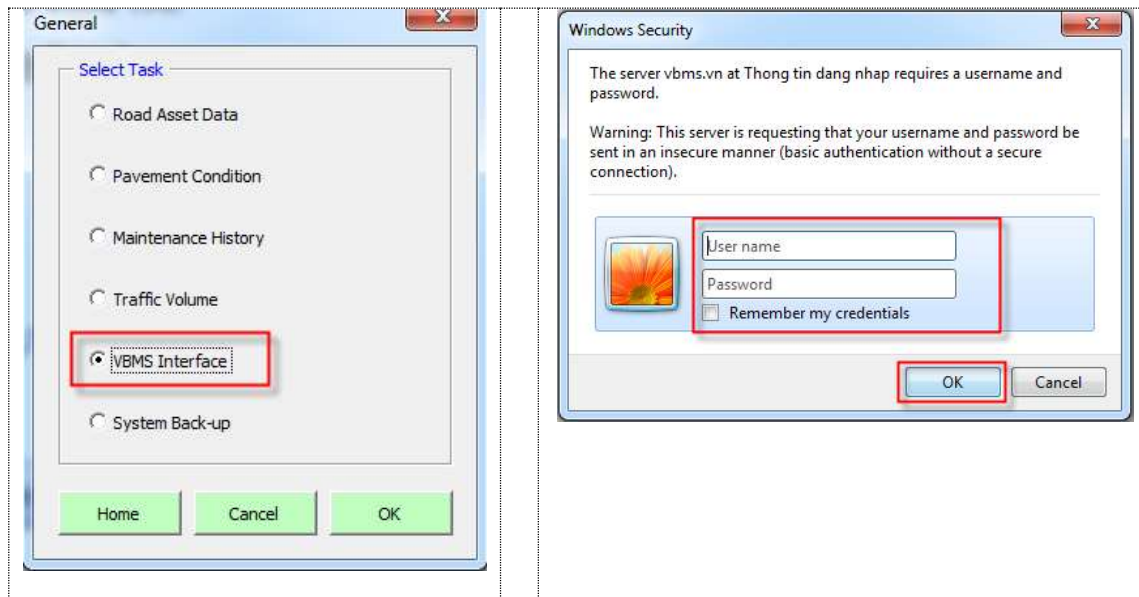 General
Select Task
Road Asset Data
Pavement Condition
Maintenance History
Traffic Volume
VBMS Interface
System Back-up
Home
Cancel
OK
Windows Security
The server vbms.vn at Thong tin dang nhap requires a username and
password.
Warning: This server is requesting that your username and password be
sent in an insecure manner (basic authentication without a secure
connection).
User name
Password
Remember my credentials
OK
Cancel